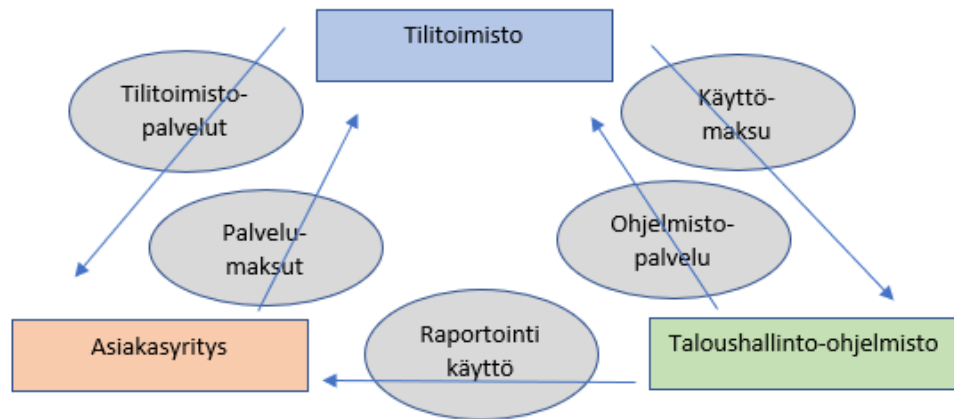 Tilitoimisto
Tilitoimisto-
palvelut
Käyttö-
maksu
Palvelu-
maksut
Ohjelmisto-
palvelu
Asiakasyritys
Raportointi
käyttö
Taloushallinto-ohjelmisto